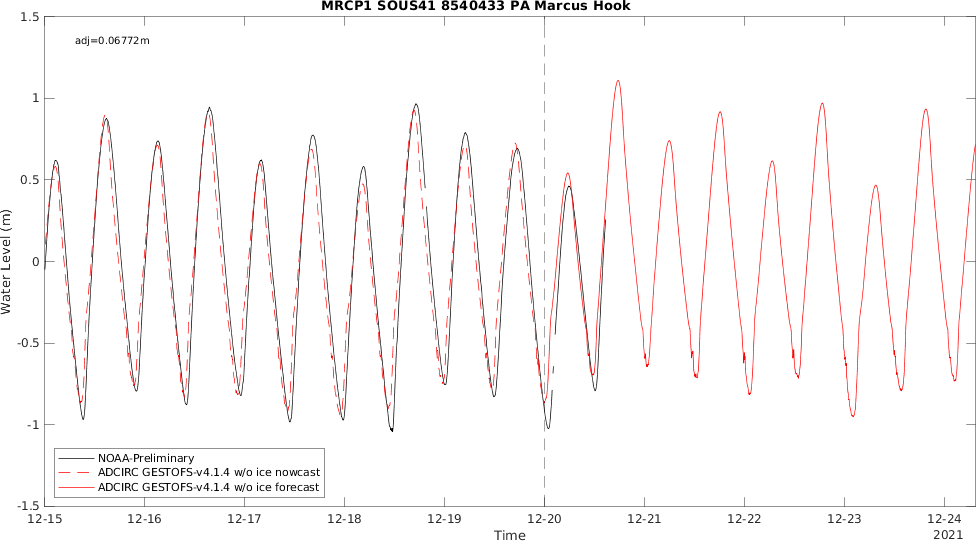 MRCP1 SOUS41 8540433 PA Marcus Hook
adj=0.06772m
1.5
1
0.5
0
-0.5
-1
-1.5
Water Level (m)
NOAA-Preliminary
ADCIRC GESTOFS-v4.1.4 w/o ice nowcast
ADCIRC GESTOFS-v4.1.4 w/o ice forecast
12-15 12-16 12-17 12-18 12-19 12-20 12-21 12-22 12-23 12-24
Time
2021